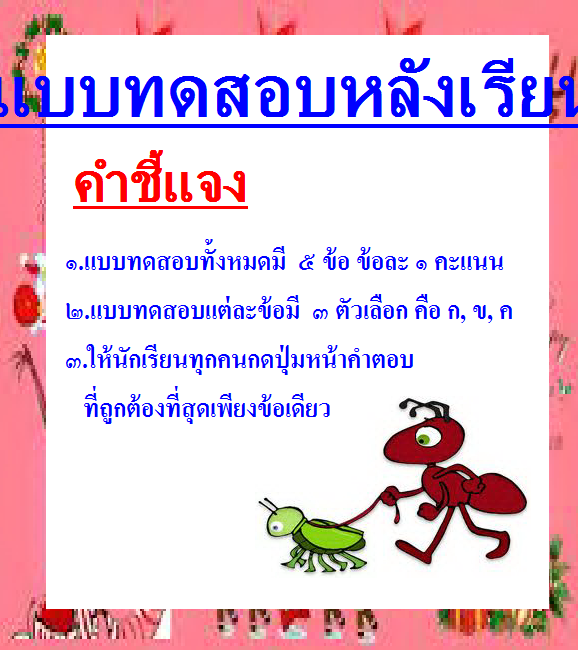 แบบทดสอบหลังเรียน
คำชี้แจง
๑.แบบทดสอบทั้งหมดมี ๕ ข้อ ข้อละ ๑ คะแนน
๒.แบบทดสอบแต่ละข้อมี ๓ ตัวเลือก คือ ก, ข, ค
๓.ให้นักเรียนทุกคนกดปุ่มหน้าคำตอบ
ที่ถูกต้องที่สุดเพียงข้อเดียว